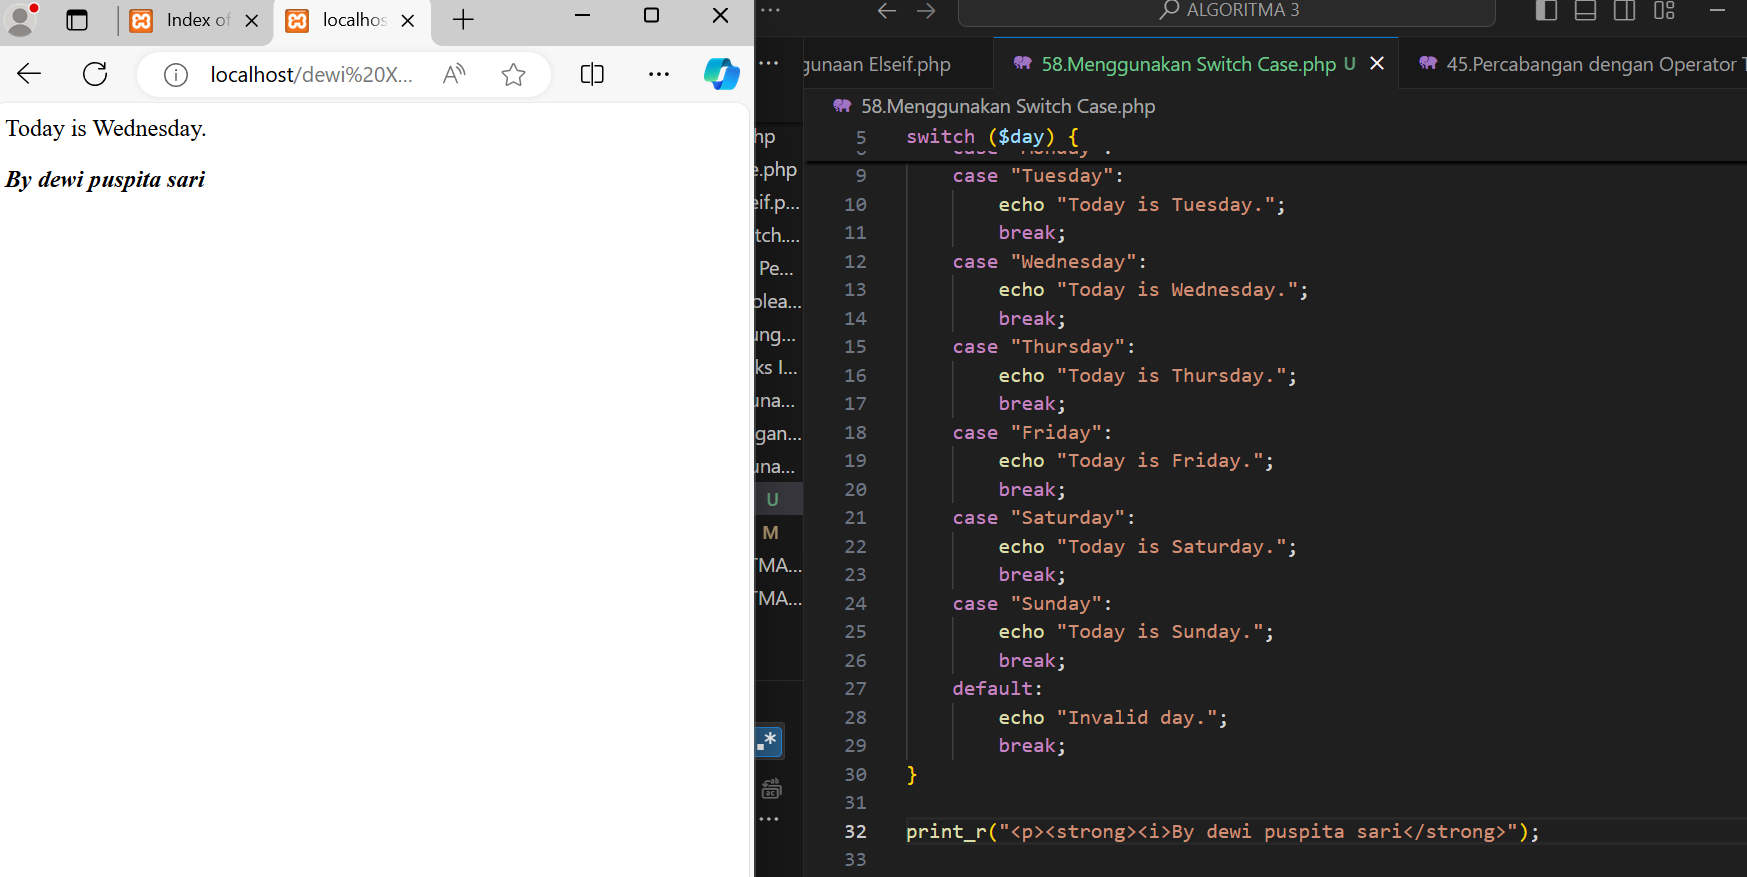 Index of
localhos
localhost/dewi%20X...
Today is Wednesday.
By dewi puspita sari
ALGORITMA 3
gunaan Elseif.php
58.Menggunakan Switch Case.php U
45.Percabangan dengan Operator T
58.Menggunakan Switch Case.php
hp
e.php
eif.p...
tch....
Pe...
olea...
ung...
ks I...
una...
gan...
una...
U
M
TMA...
TMA...
5 switch ($day) {
9 case "Tuesday":
10 echo "Today is Tuesday.";
11 break;
12 case "Wednesday":
13 echo "Today is Wednesday.";
14 break;
15 case "Thursday":
16 echo "Today is Thursday.";
17 break;
18 case "Friday":
19 echo "Today is Friday.";
20 break;
21 case "Saturday":
22 echo "Today is Saturday.";
23 break;
24 case "Sunday":
25 echo "Today is Sunday.";
26 break;
27 default:
28 echo "Invalid day.";
29 break;
30 }
31
32 print_r("<p><strong><i>By dewi puspita sari</strong>");
33